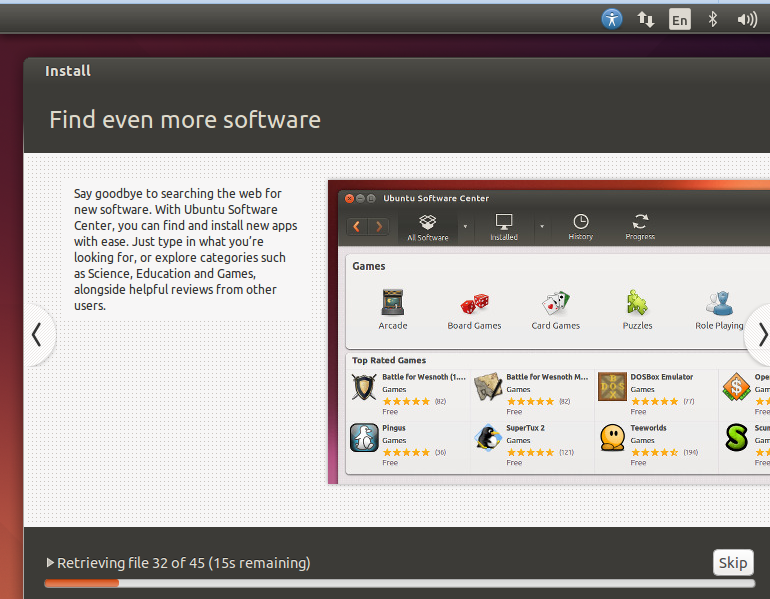 En
Install
Find even more software
Say goodbye to searching the web for
new software. With Ubuntu Software
Center, you can find and install new apps
with ease. Just type in what you're
looking for, or explore categories such
as Science, Education and Games,
alongside helpful reviews from other
users.
Ubuntu Software Center
All Software Installed History Progress
Games
Arcade Board Games Card Games Puzzles Role Playing
Top Rated Games
Battle for Wesnoth (1.... Battle for Wesnoth M... DOSBox Emulator Ope
Games Games Games Game
(82) (82) (77)
Free Free Free Free
Pingus SuperTux 2 Teeworlds Scum
Games Games Games Game
(36) (121) (194)
Free Free Free Free
Retrieving file 32 of 45 (15s remaining)
Skip